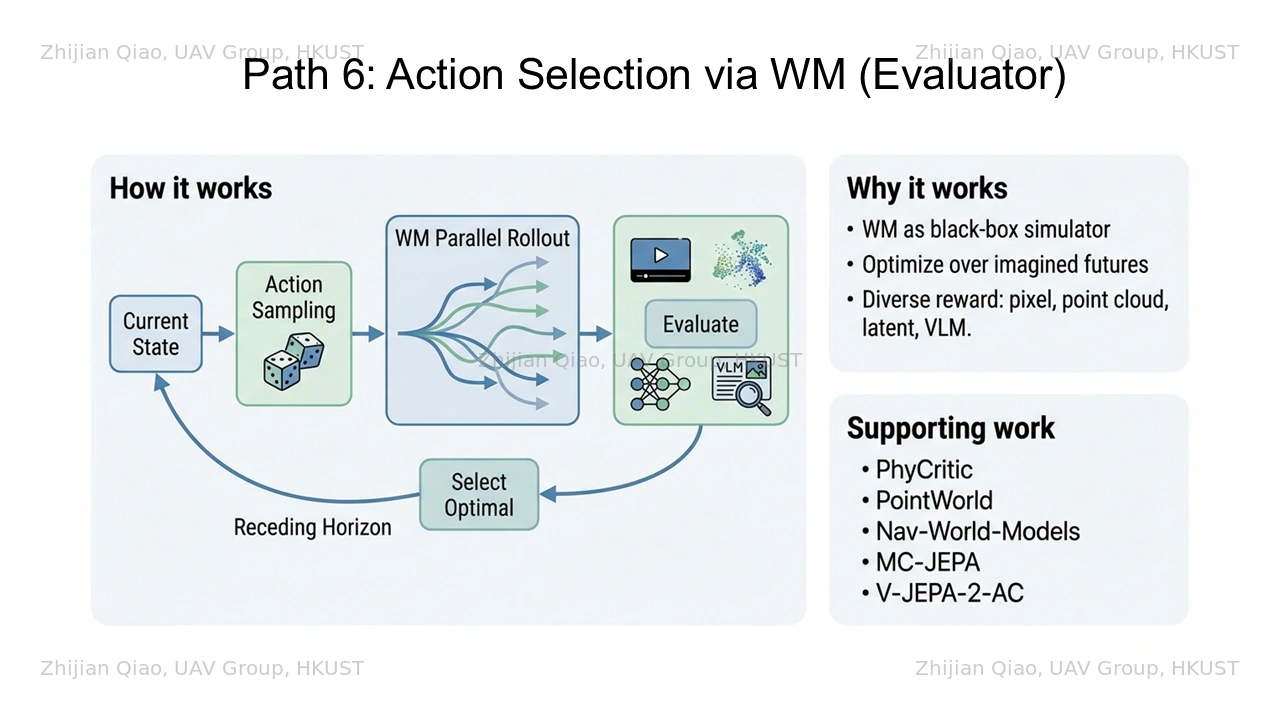 Zhijian Qiao, UAV Group, HKUST
Zhijian Qiao, UAV Group, HKUST
Path 6: Action Selection via WM (Evaluator)
How it works
Current
State
Action
Sampling
WM Parallel Rollout
Evaluate
VLM
Zhijian Qiao, UAV Group, HKUST
Select
Optimal
Receding Horizon
Why it works
• WM as black-box simulator
• Optimize over imagined futures
• Diverse reward: pixel, point cloud,
latent, VLM.
Supporting work
• PhyCritic
• PointWorld
• Nav-World-Models
• MC-JEPA
• V-JEPA-2-AC
Zhijian Qiao, UAV Group, HKUST
Zhijian Qiao, UAV Group, HKUST